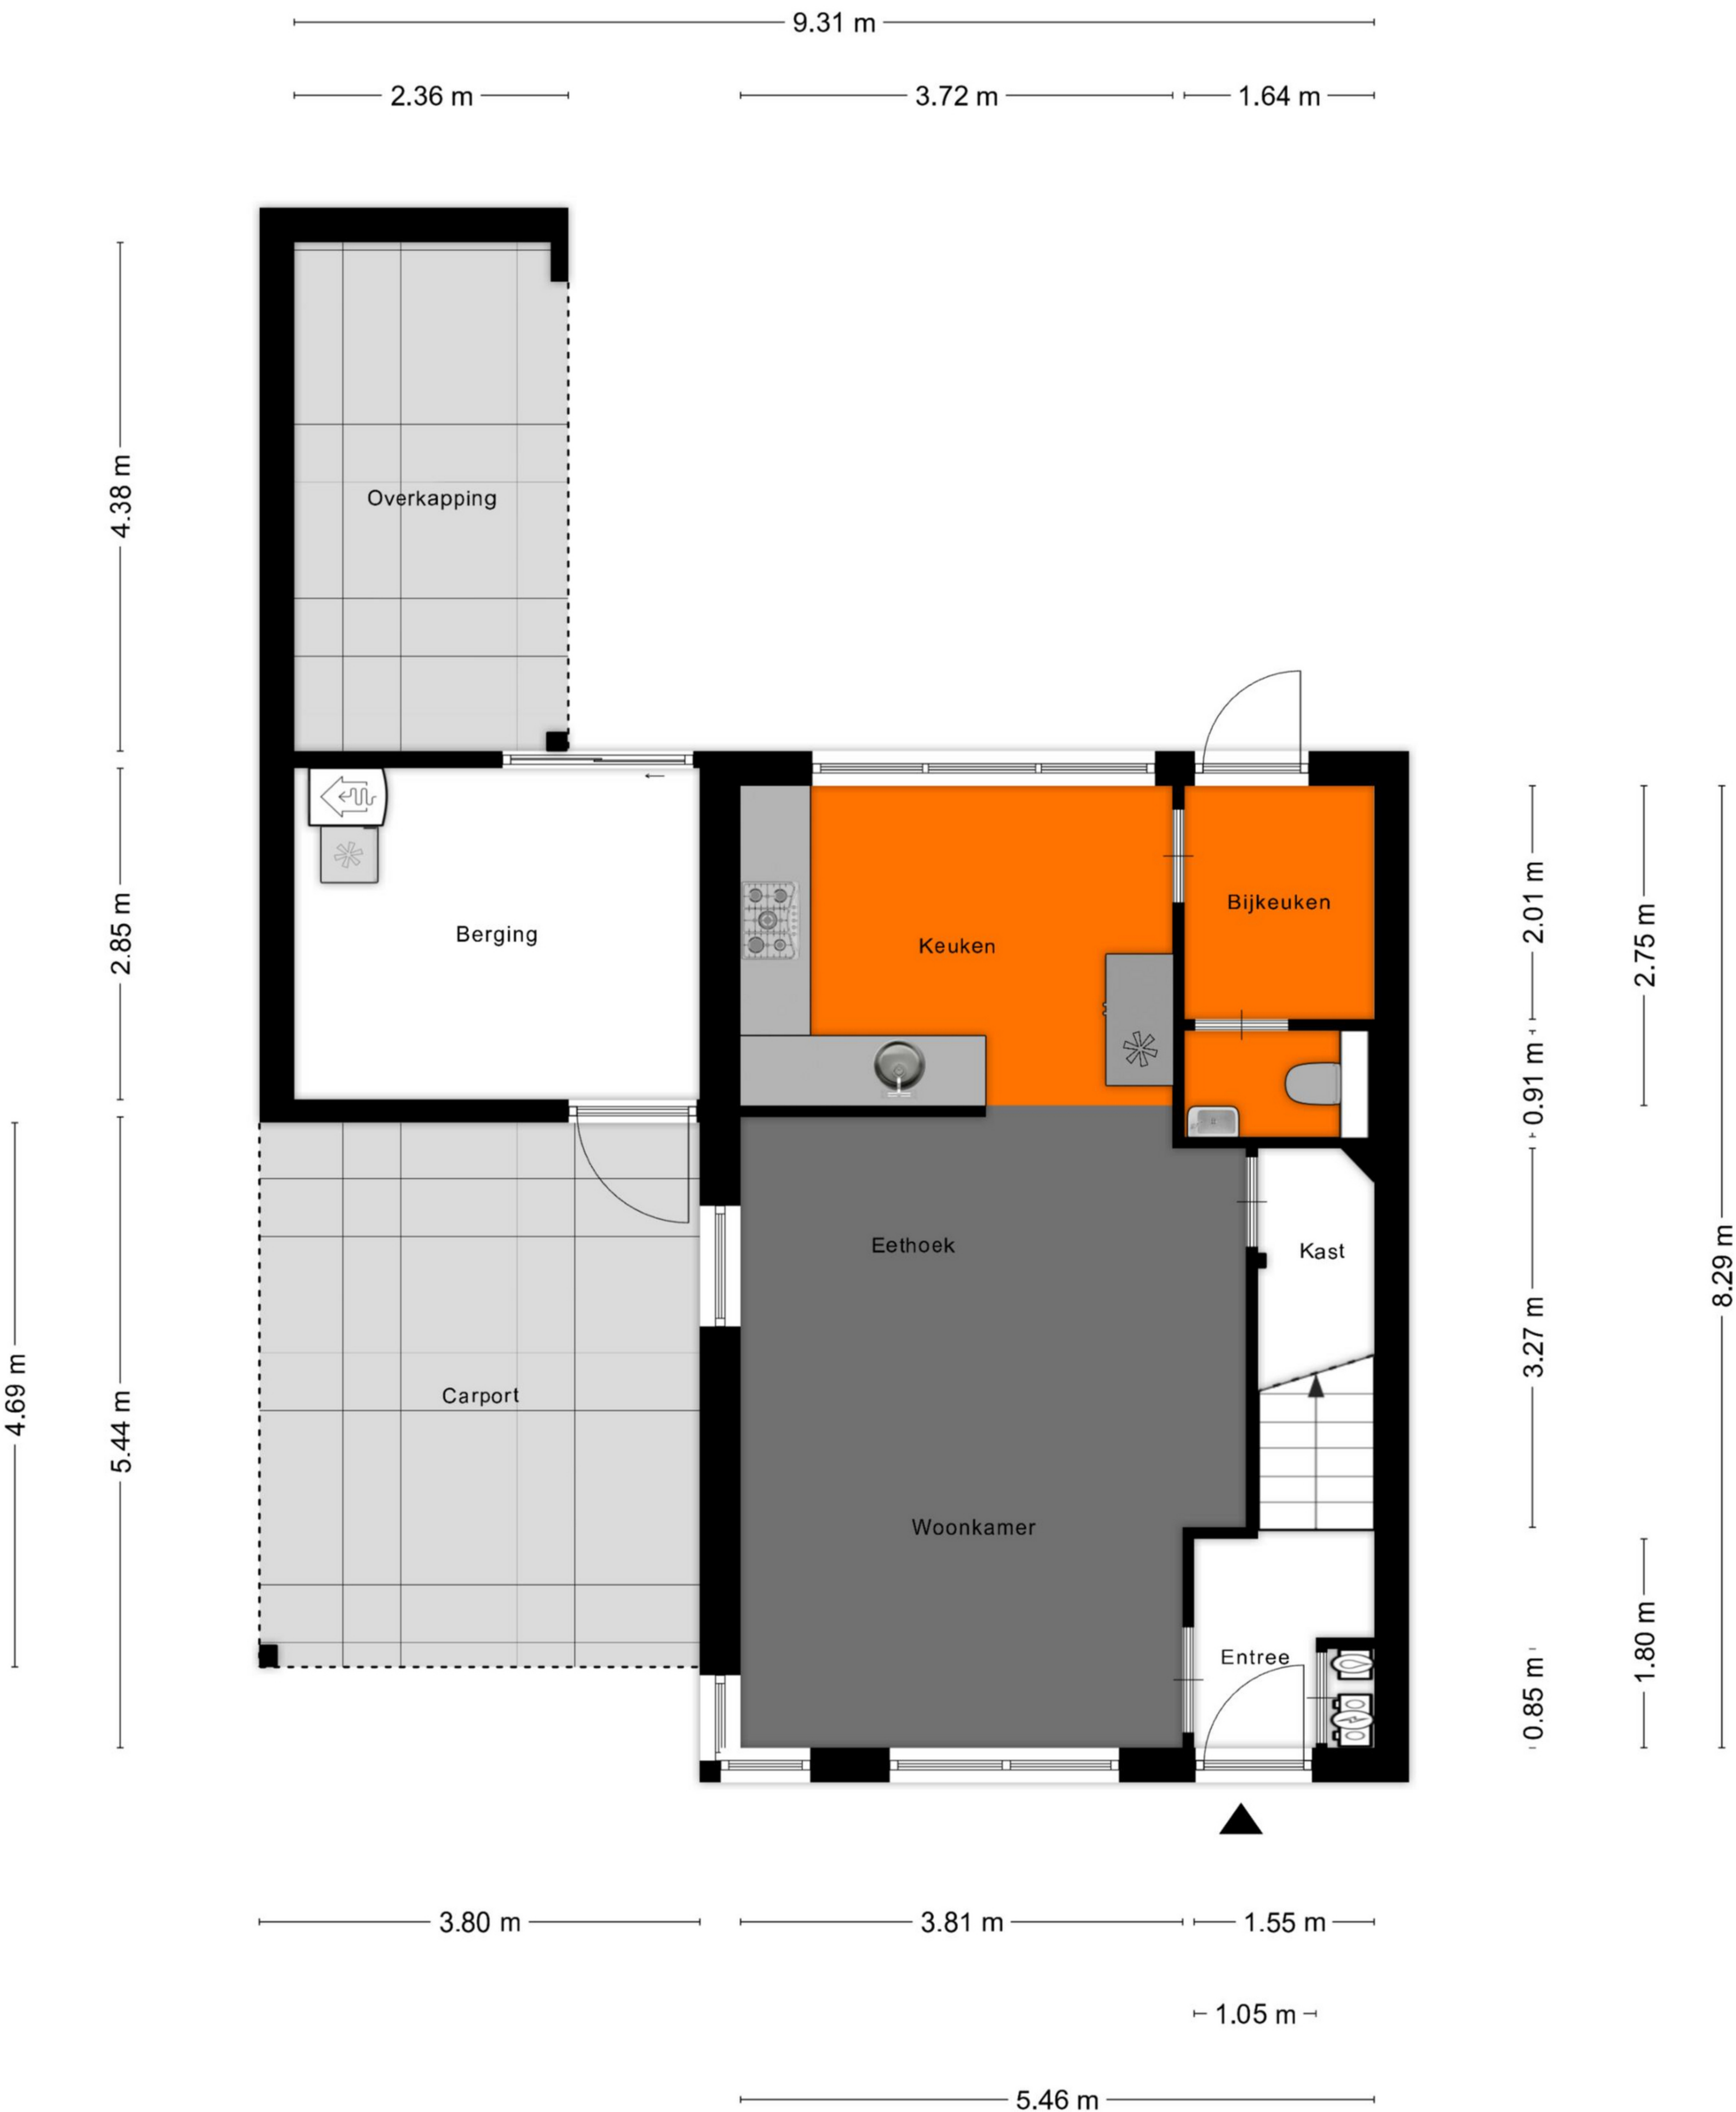 9.31 m
2.36 m
3.72 m
1.64 m
Overkapping
4.38 m
2.85 m
Berging
Keuken
Bijkeuken
2.01 m
2.75 m
0.91 m
Eethoek
Kast
8.29 m
3.27 m
4.69 m
5.44 m
Carport
Woonkamer
Entree
1.80 m
0.85 m
3.80 m
3.81 m
1.55 m
1.05 m
5.46 m